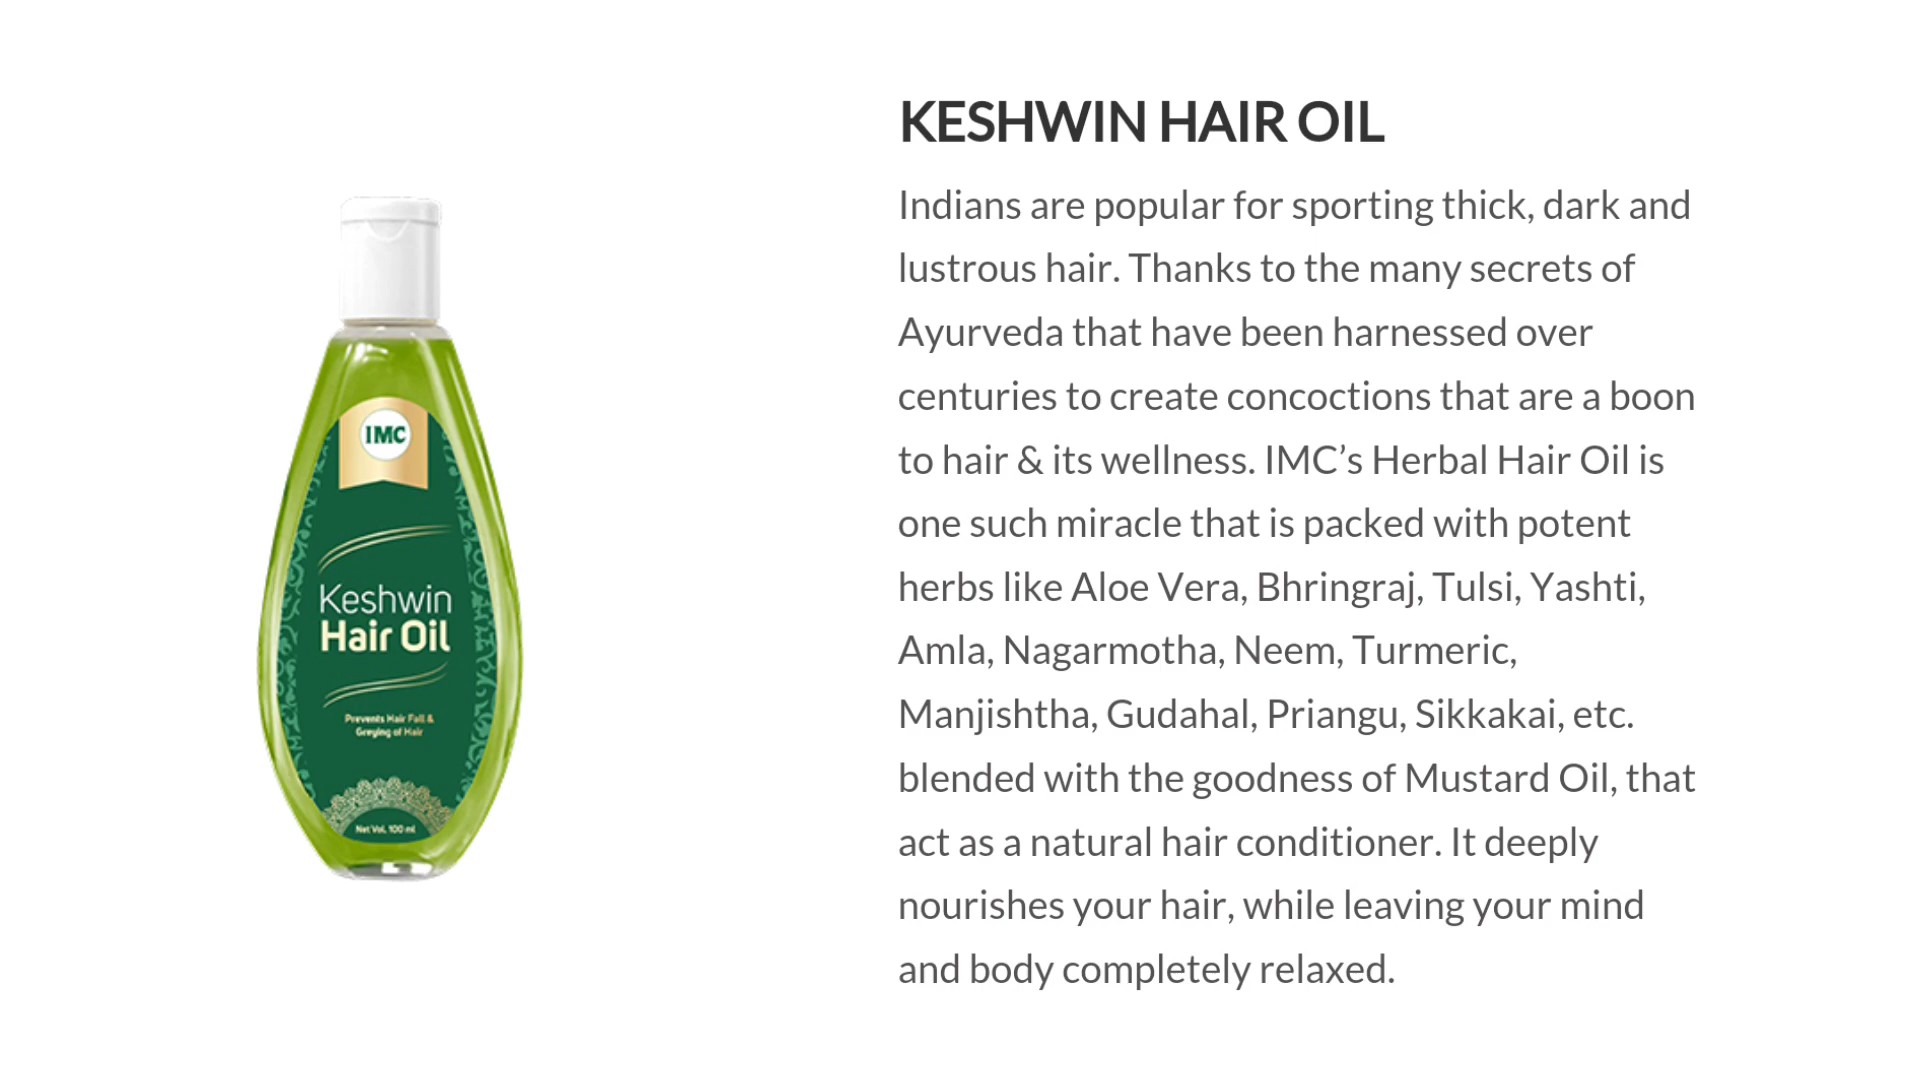 KESHWIN HAIR OIL
Indians are popular for sporting thick, dark and
lustrous hair. Thanks to the many secrets of
Ayurveda that have been harnessed over
centuries to create concoctions that are a boon
to hair & its wellness. IMC’s Herbal Hair Oil is
one such miracle that is packed with potent
herbs like Aloe Vera, Bhringraj, Tulsi, Yashti,
Amla, Nagarmotha, Neem, Turmeric,
Manjishtha, Gudahal, Priangu, Sikkakai, etc.
blended with the goodness of Mustard Oil, that
act as a natural hair conditioner. It deeply
nourishes your hair, while leaving your mind
and body completely relaxed.
IMC
Keshwin
Hair Oil
Prevents Hair Fall &
Greying of Hair
Net Vol. 100 ml